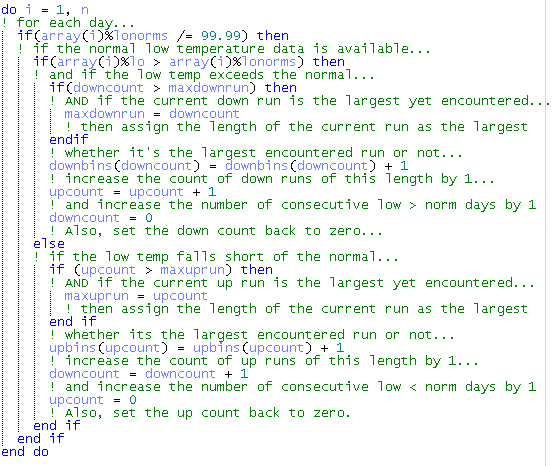 do i = 1, n
! for each day...
if(array(i)%lonorms /= 99.99) then
! if the normal low temperature data is available...
if(array(i)%lo > array(i)%lonorms) then
! and if the low temp exceeds the normal...
if(downcount > maxdownrun) then
! AND if the current down run is the largest yet encountered...
maxdownrun = downcount
! then assign the length of the current run as the largest
endif
! whether it's the largest encountered run or not...
downbins(downcount) = downbins(downcount) + 1
! increase the count of down runs of this length by 1...
upcount = upcount + 1
! and increase the number of consecutive low > norm days by 1
downcount = 0
! Also, set the down count back to zero...
else
! if the low temp falls short of the normal...
if (upcount > maxuprun) then
! AND if the current up run is the largest yet encountered...
maxuprun = upcount
! then assign the length of the current run as the largest
end if
! whether its the largest encountered run or not...
upbins(upcount) = upbins(upcount) + 1
! increase the count of up runs of this length by 1...
downcount = downcount + 1
! and increase the number of consecutive low < norm days by 1
upcount = 0
! Also, set the up count back to zero.
end if
end if
end do